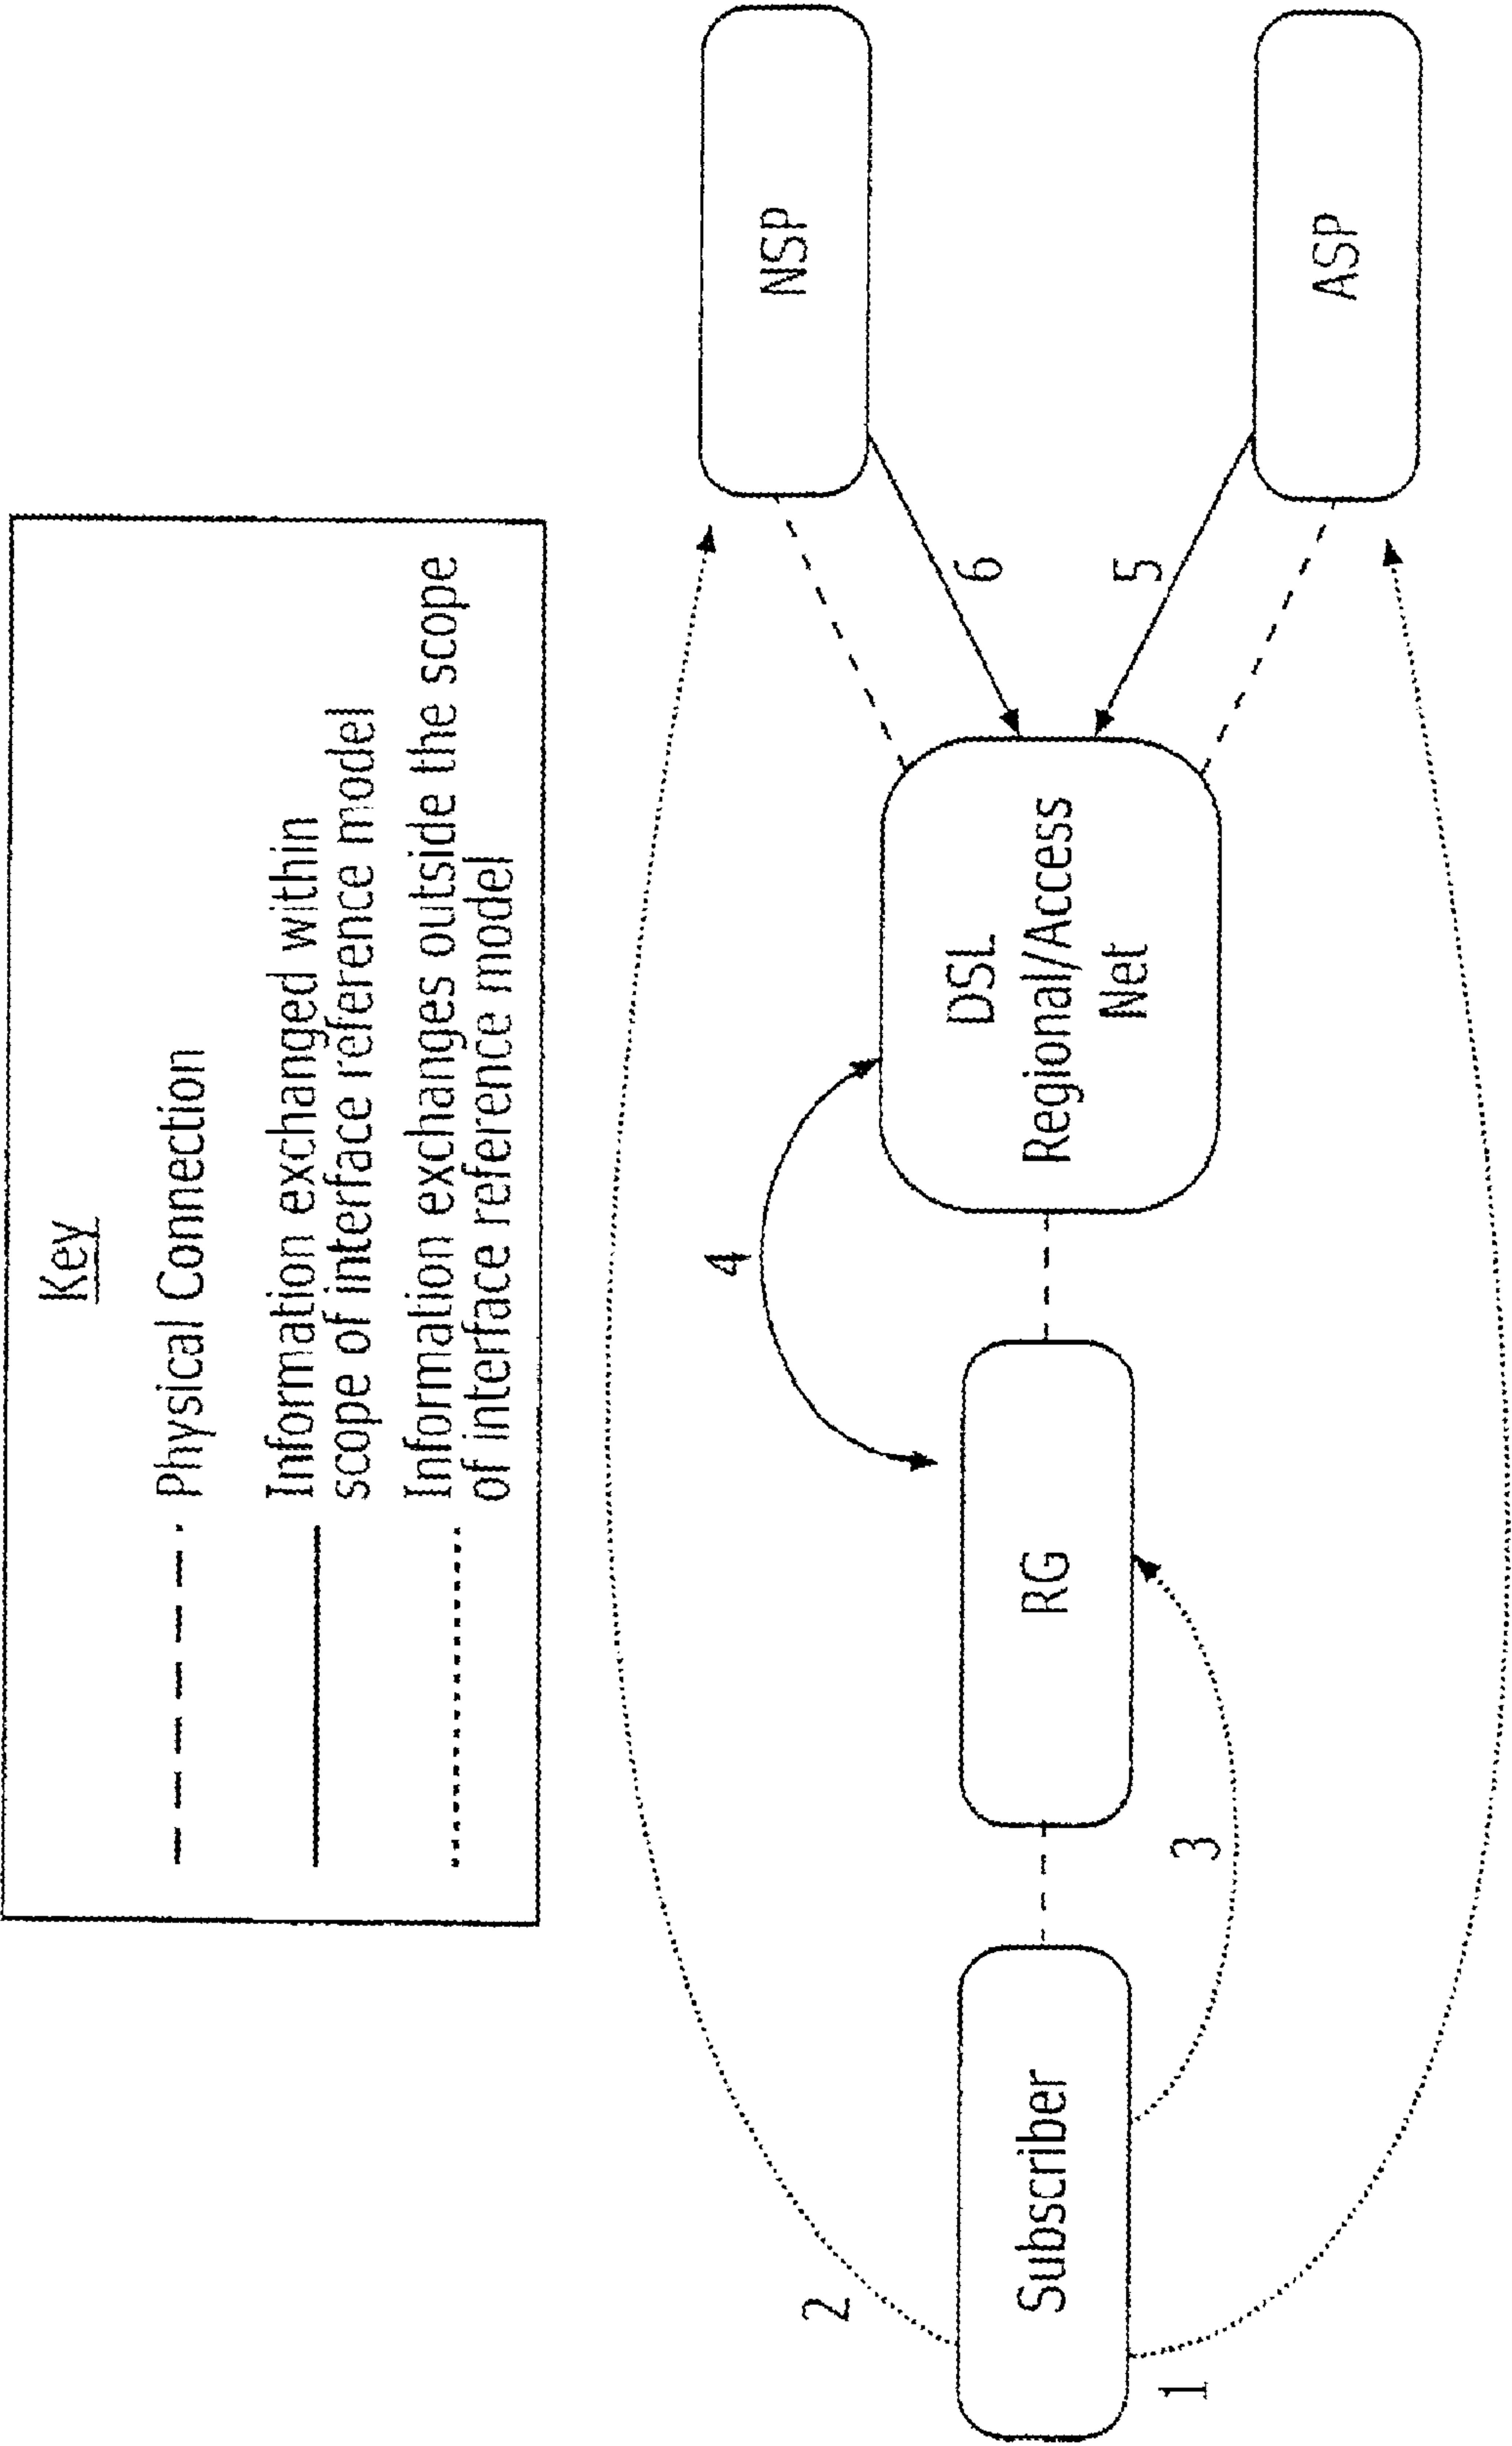 Key
Physical Connection
Information exchanged within
scope of interface reference model
Information exchanges outside the scope
of interface reference model
2
4
NSP
6
Subscriber
RG
DSL
Regional/Access
Net
5
3
1
ASP